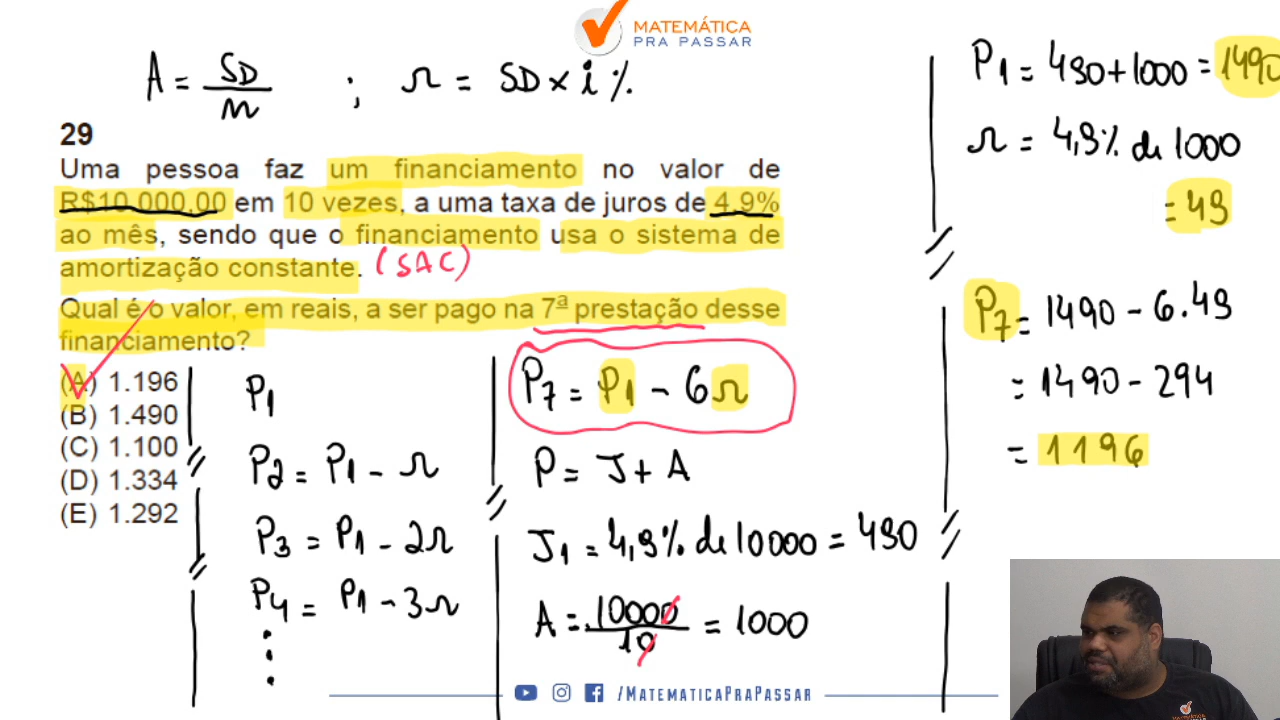 MATEMÁTICA
PRA PASSAR
A = SD/n ; r = SD × i %
29
Uma pessoa faz um financiamento no valor de
R$10.000,00 em 10 vezes, a uma taxa de juros de 4,9%
ao mês, sendo que o financiamento usa o sistema de
amortização constante. (SAC)
Qual é o valor, em reais, a ser pago na 7ª prestação desse
financiamento?
(A) 1.196
(B) 1.490
(C) 1.100
(D) 1.334
(E) 1.292
P1
P2 = P1 - r
P3 = P1 - 2r
P4 = P1 - 3r
P7 = P1 - 6r
P = J + A
J1 = 4,9% de 10000 = 490
A = 10000/10 = 1000
P1 = 490 + 1000 = 1490
r = 4,9% de 1000
= 49
P7 = 1490 - 6.49
= 1490 - 294
= 1196
/MATEMATICAPRAPASSAR